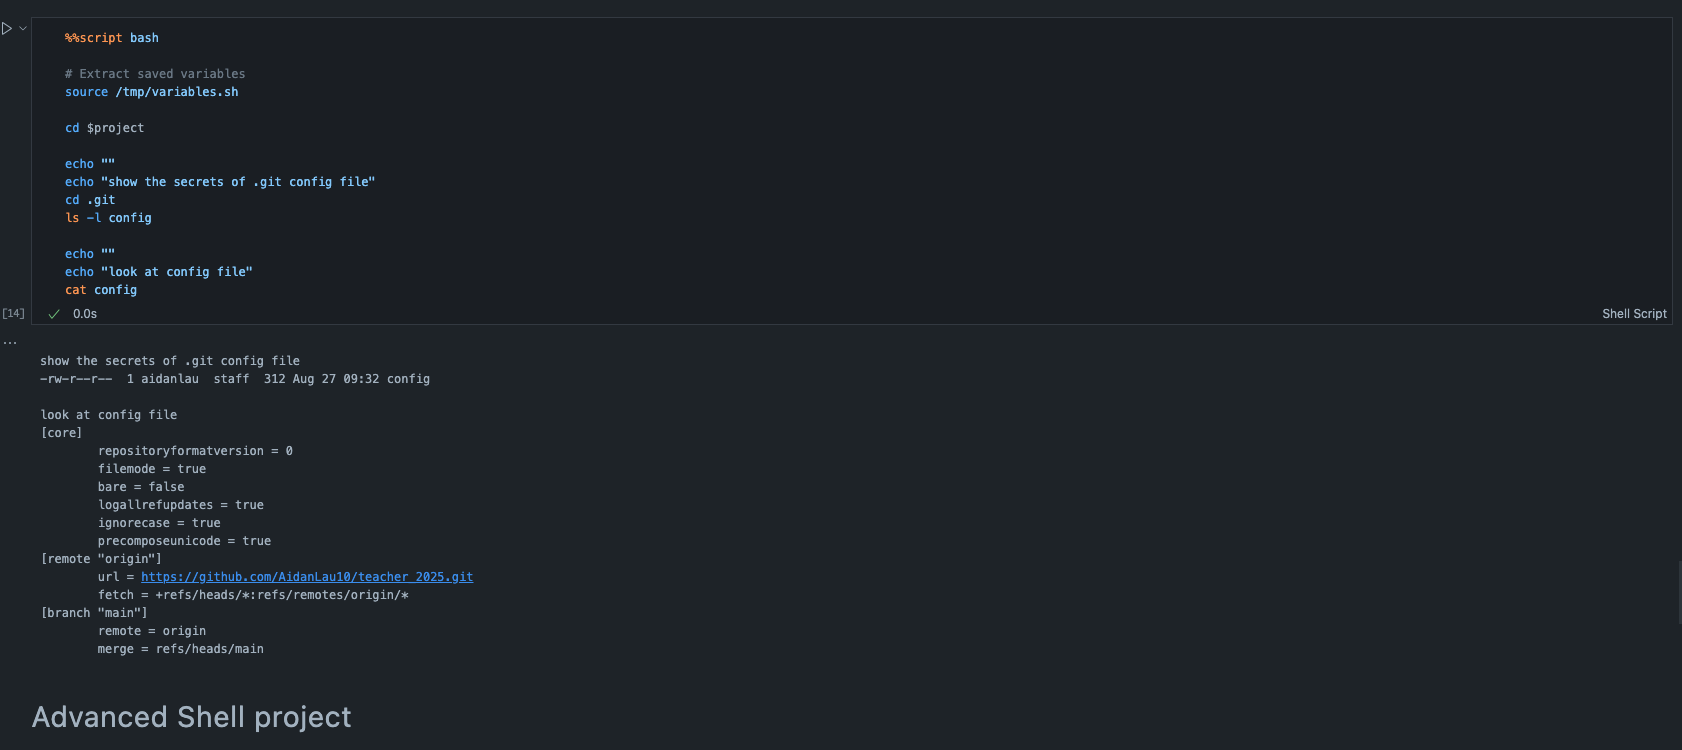 %%script bash
# Extract saved variables
source /tmp/variables.sh
cd $project
echo ""
echo "show the secrets of .git config file"
cd .git
ls -l config
echo ""
echo "look at config file"
cat config
[14]
0.0s
Shell Script
...
show the secrets of .git config file
-rw-r--r-- 1 aidanlau staff 312 Aug 27 09:32 config
look at config file
[core]
repositoryformatversion = 0
filemode = true
bare = false
logallrefupdates = true
ignorecase = true
precomposeunicode = true
[remote "origin"]
url = https://github.com/AidanLau10/teacher_2025.git
fetch = +refs/heads/*:refs/remotes/origin/*
[branch "main"]
remote = origin
merge = refs/heads/main
Advanced Shell project